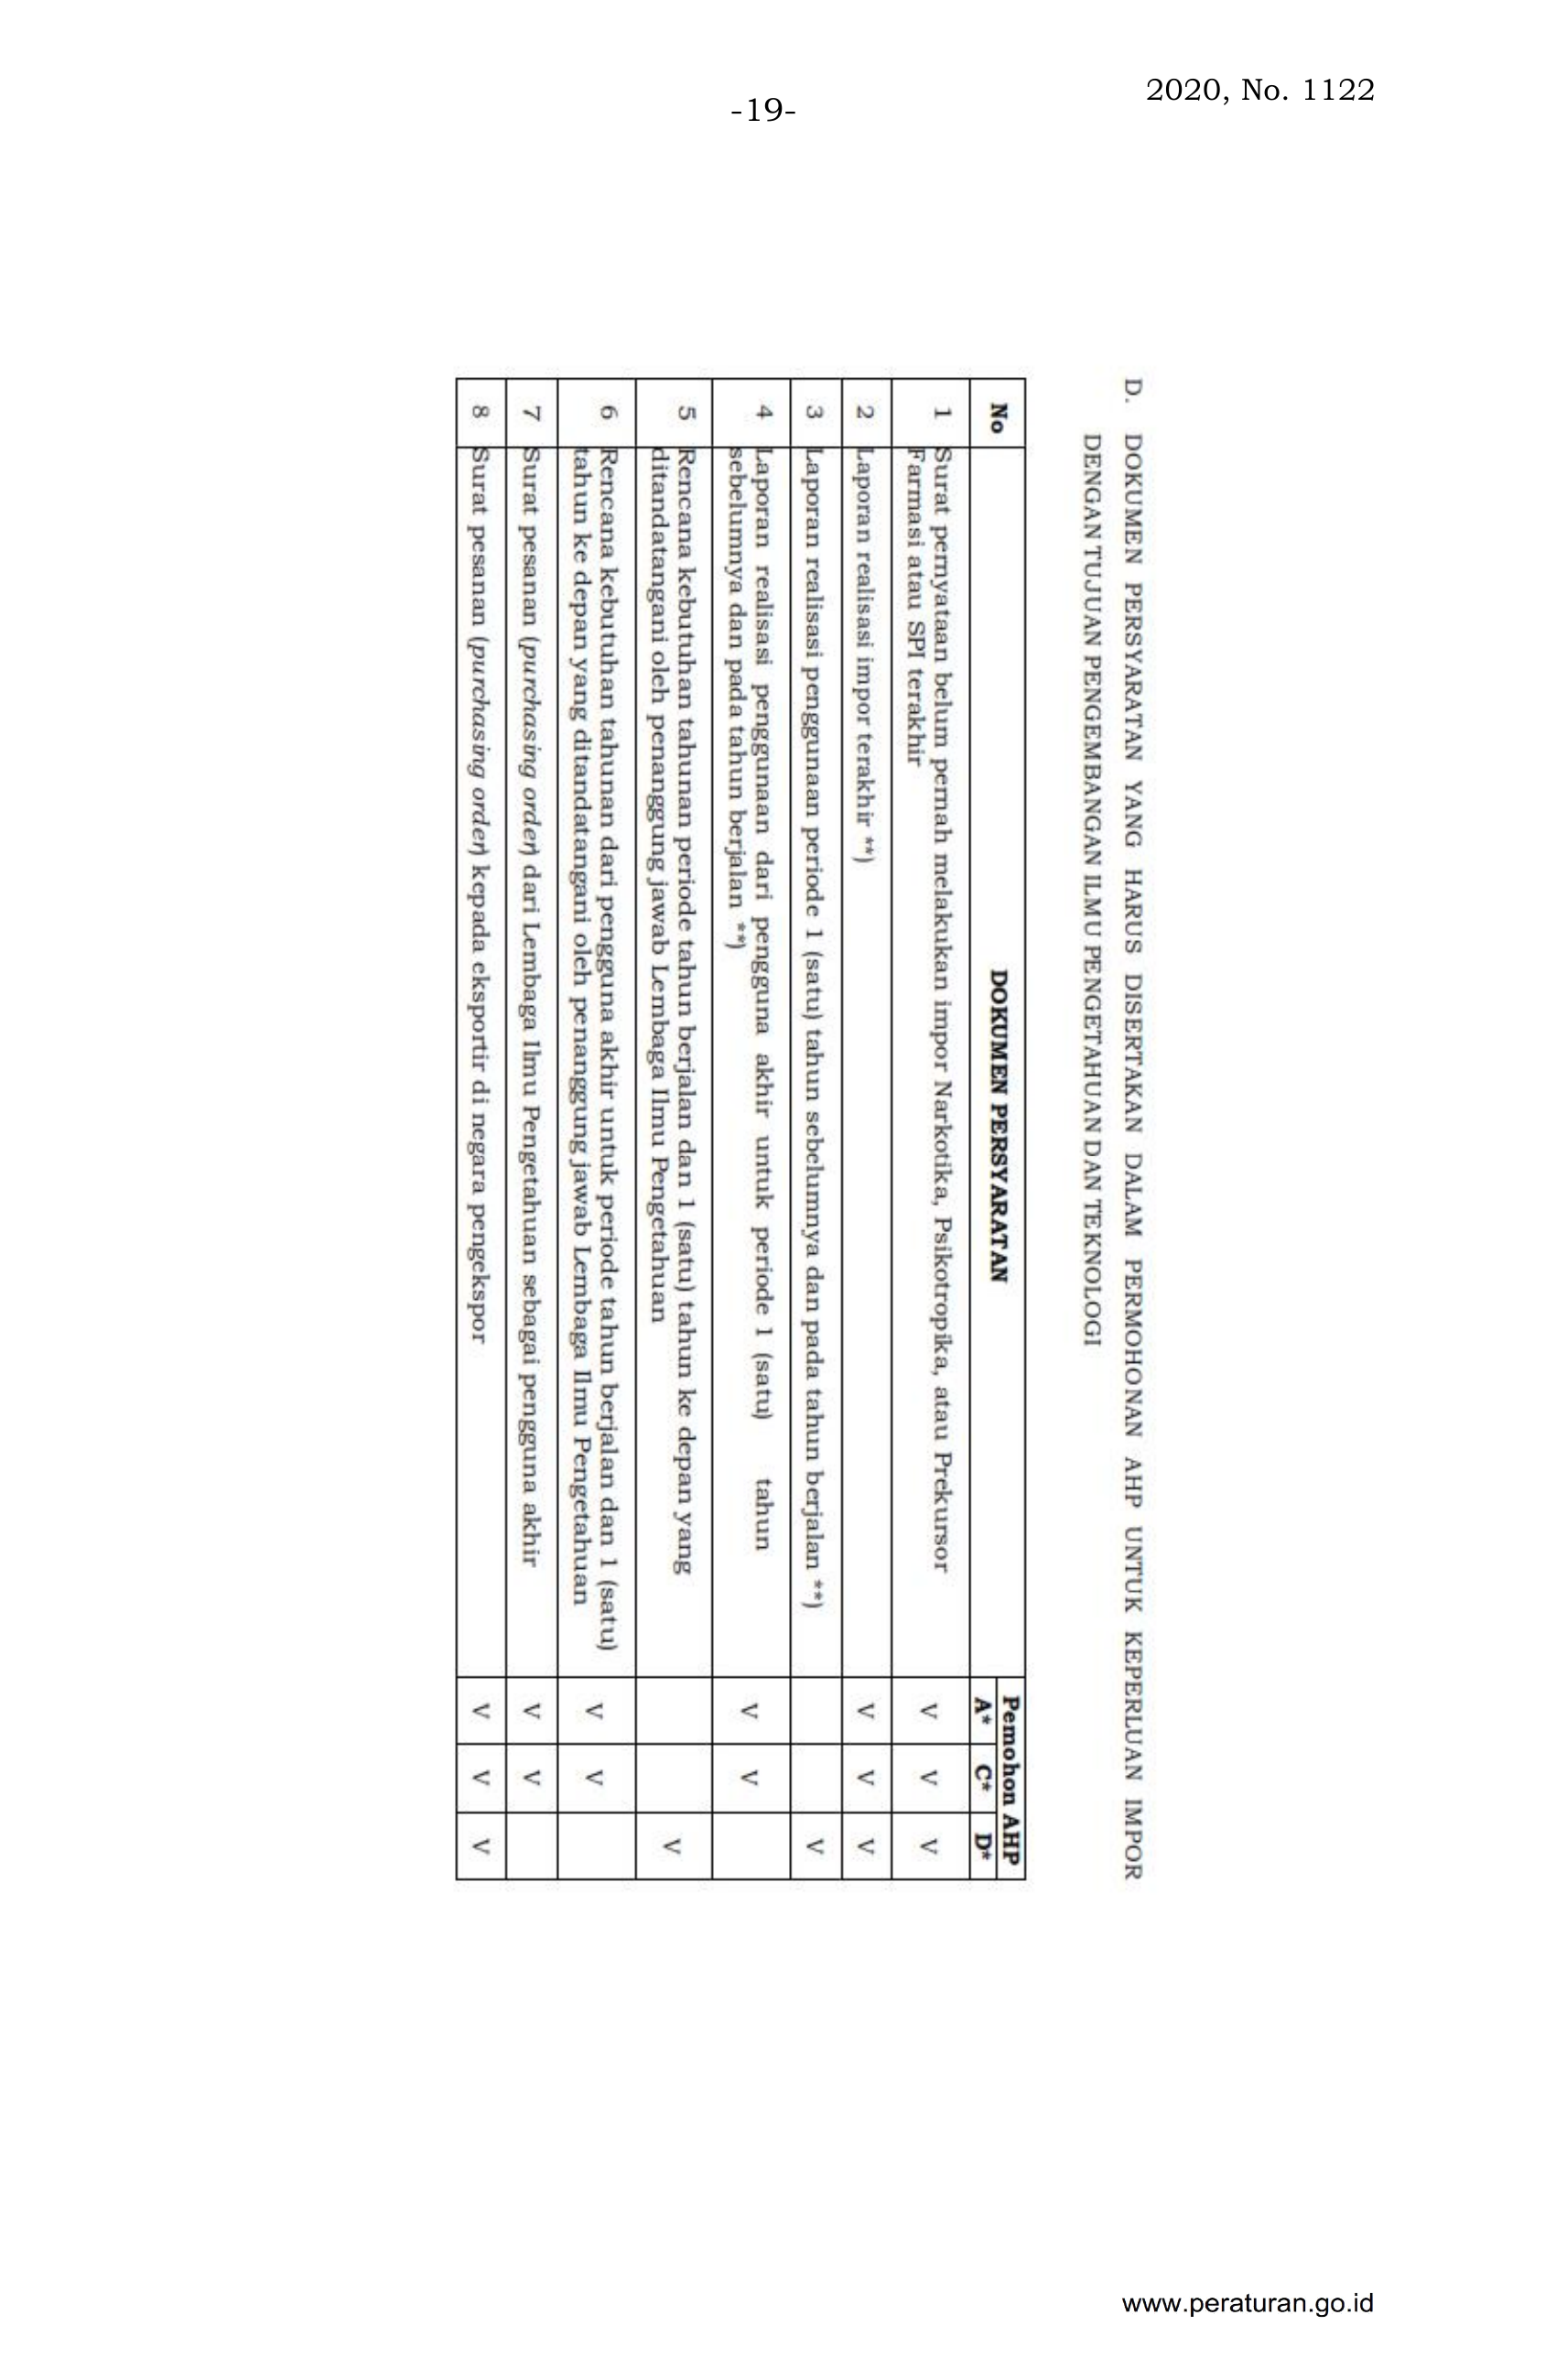 2020, No. 1122
-19-
D. DOKUMEN PERSYARATAN YANG HARUS DISERTAKAN DALAM PERMOHONAN AHP UNTUK KEPERLUAN IMPOR
DENGAN TUJUAN PENGEMBANGAN ILMU PENGETAHUAN DAN TEKNOLOGI
No DOKUMEN PERSYARATAN Pemohon AHP
A* C* D*
1 Surat pernyataan belum pernah melakukan impor Narkotika, Psikotropika, atau Prekursor
Farmasi atau SPI terakhir V V V
2 Laporan realisasi impor terakhir **) V V V
3 Laporan realisasi penggunaan periode 1 (satu) tahun sebelumnya dan pada tahun berjalan **) V
4 Laporan realisasi penggunaan dari pengguna akhir untuk periode 1 (satu) tahun
sebelumnya dan pada tahun berjalan **) V V
5 Rencana kebutuhan tahunan periode tahun berjalan dan 1 (satu) tahun ke depan yang
ditandatangani oleh penanggung jawab Lembaga Ilmu Pengetahuan V
6 Rencana kebutuhan tahunan dari pengguna akhir untuk periode tahun berjalan dan 1 (satu)
tahun ke depan yang ditandatangani oleh penanggung jawab Lembaga Ilmu Pengetahuan V V
7 Surat pesanan (purchasing order) dari Lembaga Ilmu Pengetahuan sebagai pengguna akhir V V
8 Surat pesanan (purchasing order) kepada eksportir di negara pengekspor V V V
www.peraturan.go.id